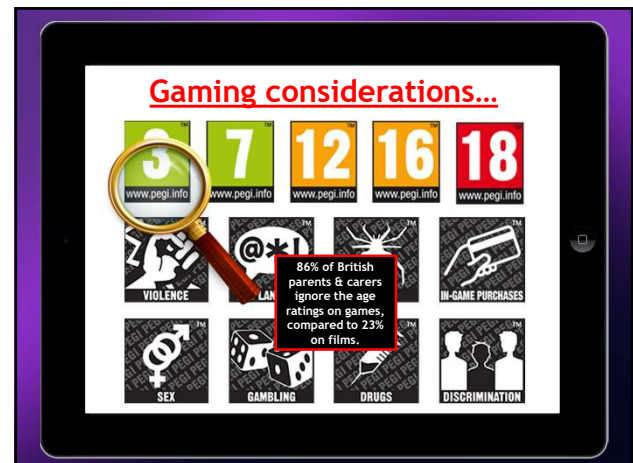 Gaming considerations...
3 7 12 16 18
www.pegi.info www.pegi.info www.pegi.info www.pegi.info www.pegi.info
VIOLENCE IN-GAME PURCHASES
86% of British
parents & carers
ignore the age
ratings on games,
compared to 23%
on films.
SEX GAMBLING DRUGS DISCRIMINATION